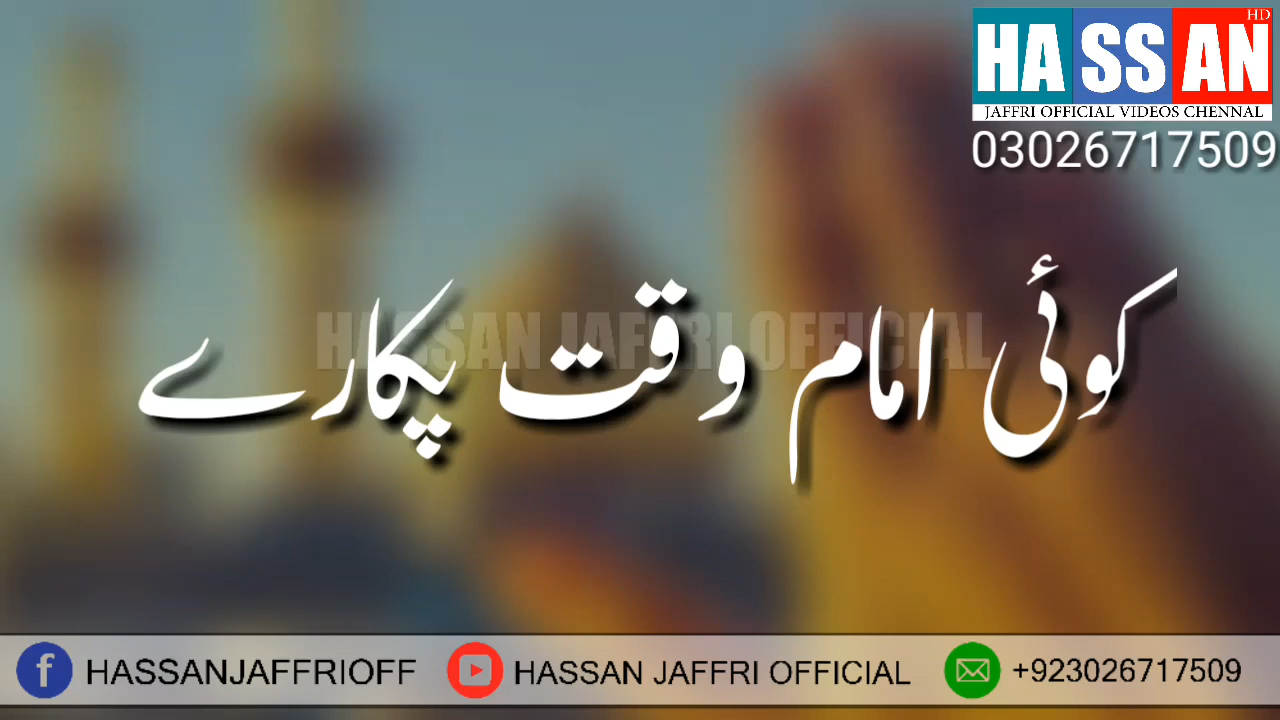 HASSAN HD
JAFFRI OFFICIAL VIDEOS CHENNAL
03026717509
کوئی امام وقت پکارے
HASSAN JAFFRI OFFICIAL
HASSANJAFFRIOFF
HASSAN JAFFRI OFFICIAL
+923026717509